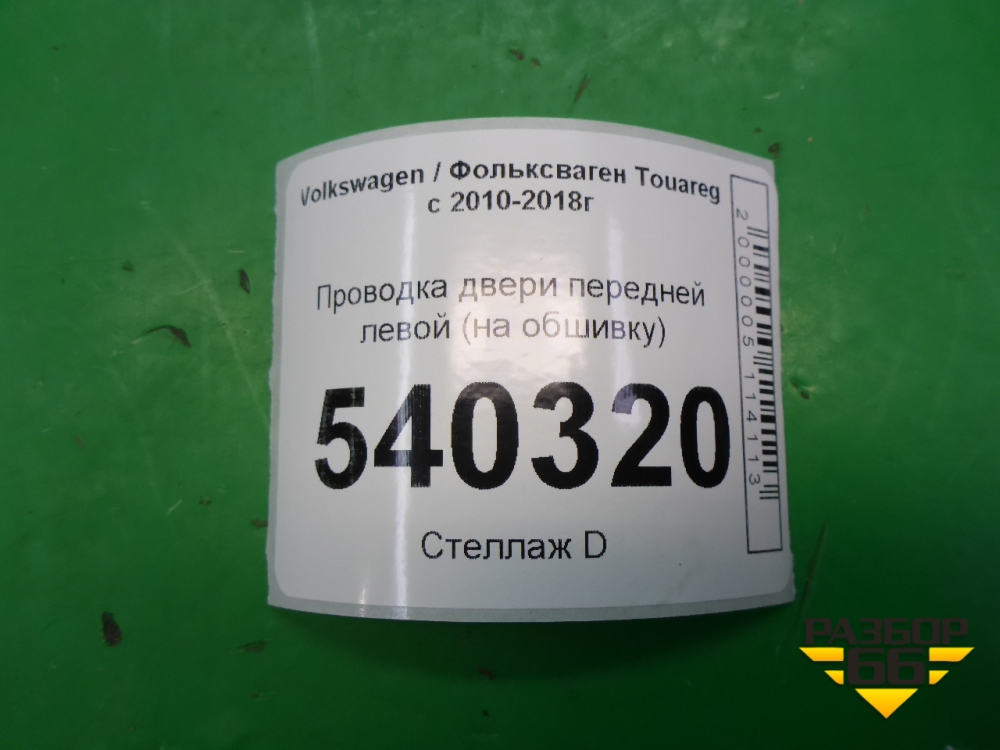 Volkswagen / Фольксваген Touareg
с 2010-2018г
Проводка двери передней
левой (на обшивку)
540320
Стеллаж D
2000005114113
РАЗБОР
66